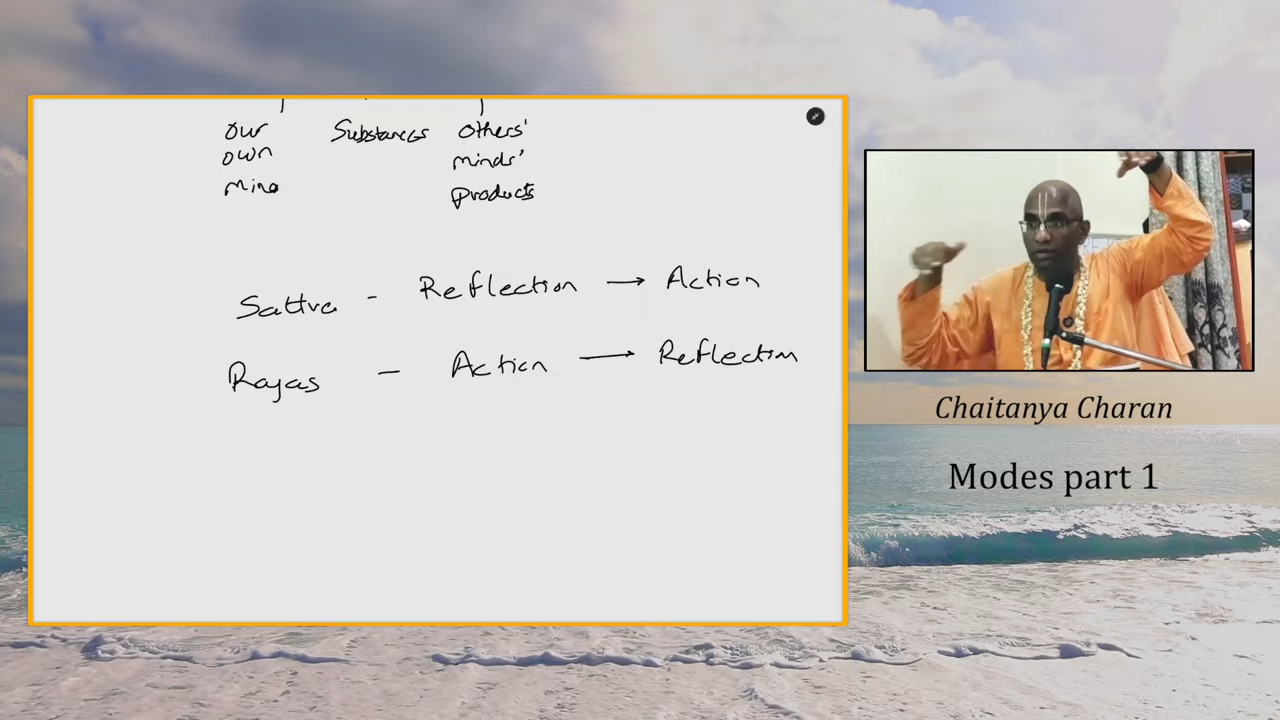 our Substances others'
own minds'
Mind products
Sattva - Reflection → Action
Rajas - Action → Reflection
Chaitanya Charan
Modes part 1